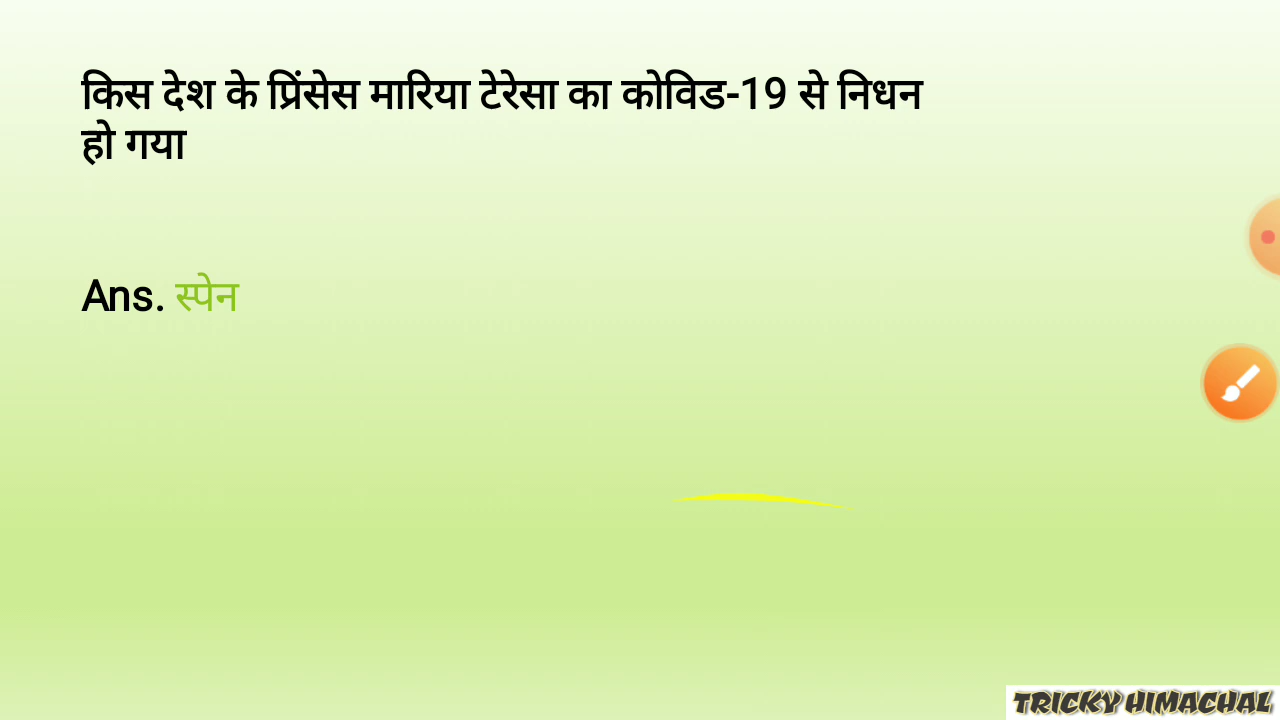 किस देश के प्रिंसेस मारिया टेरेसा का कोविड-19 से निधन
हो गया
Ans. स्पेन
TRICKY HIMACHAL